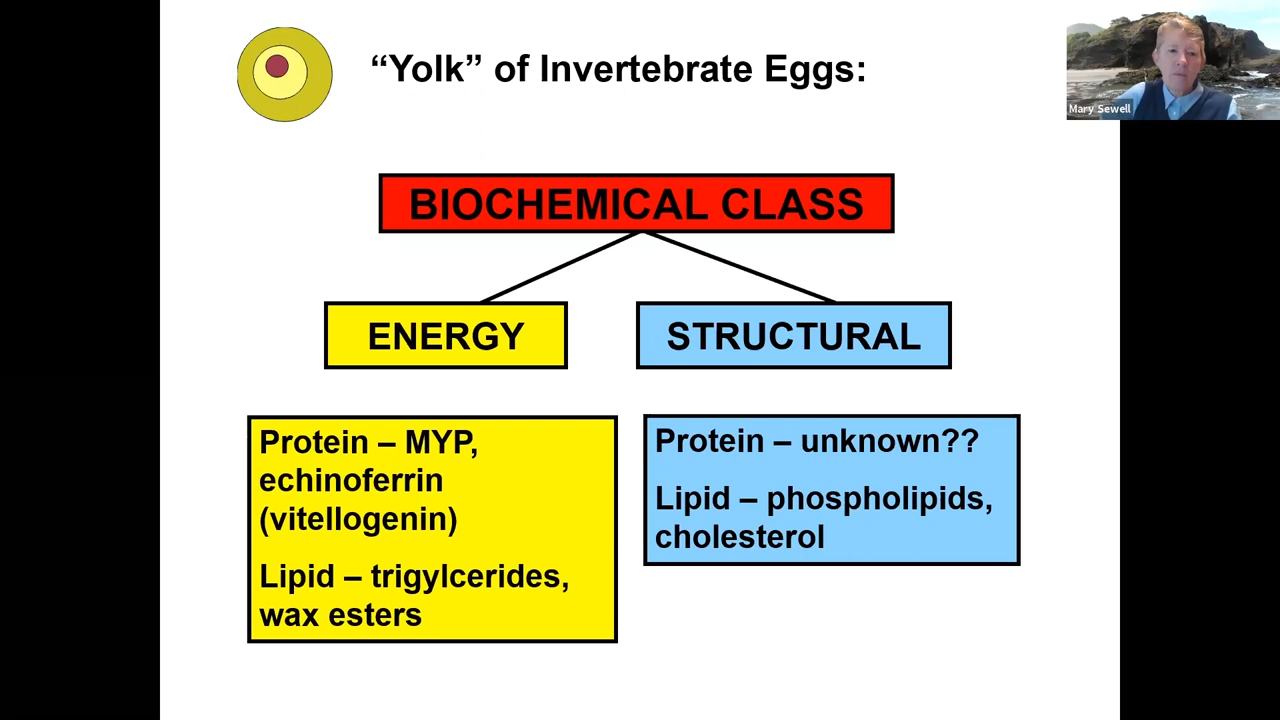 “Yolk” of Invertebrate Eggs:
Mary Sewell
BIOCHEMICAL CLASS
ENERGY
STRUCTURAL
Protein – MYP,
echinoferrin
(vitellogenin)
Lipid – trigylcerides,
wax esters
Protein – unknown??
Lipid – phospholipids,
cholesterol